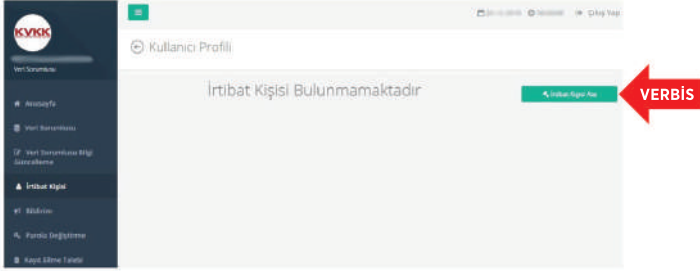 KVKK
Çıkış Yap
Kullanıcı Profili
Veri Sorumlusu
İrtibat Kişisi Bulunmamaktadır
İrtibat Kişisi Ata
VERBİS
Anasayfa
Veri Sorumlusu
Veri Sorumlusu Bilgi
Güncelleme
İrtibat Kişisi
Bildirim
Parola Değiştirme
Kayıt Silme Talebi